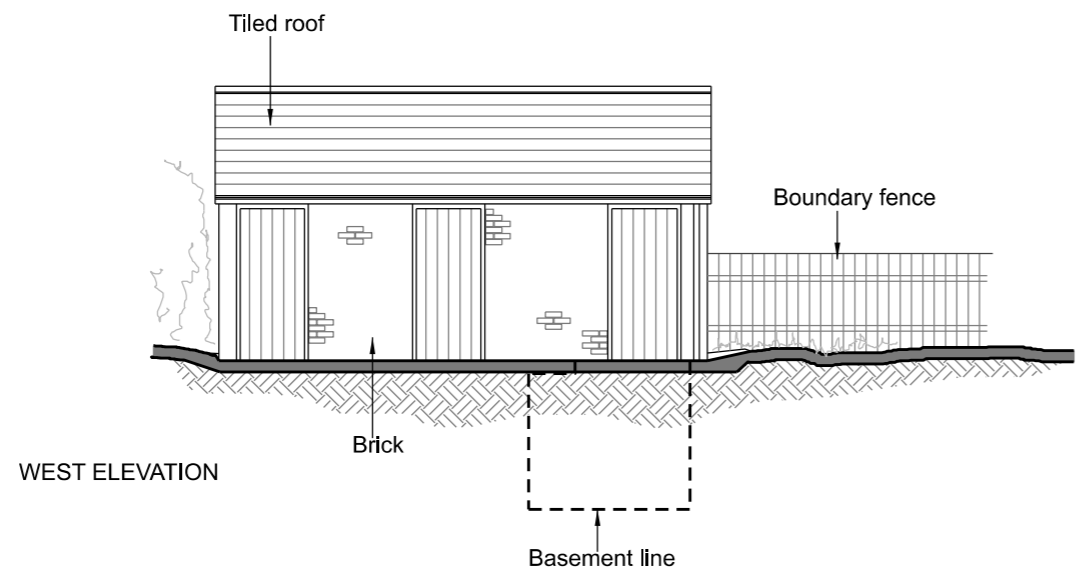 Tiled roof
Boundary fence
Brick
WEST ELEVATION
Basement line